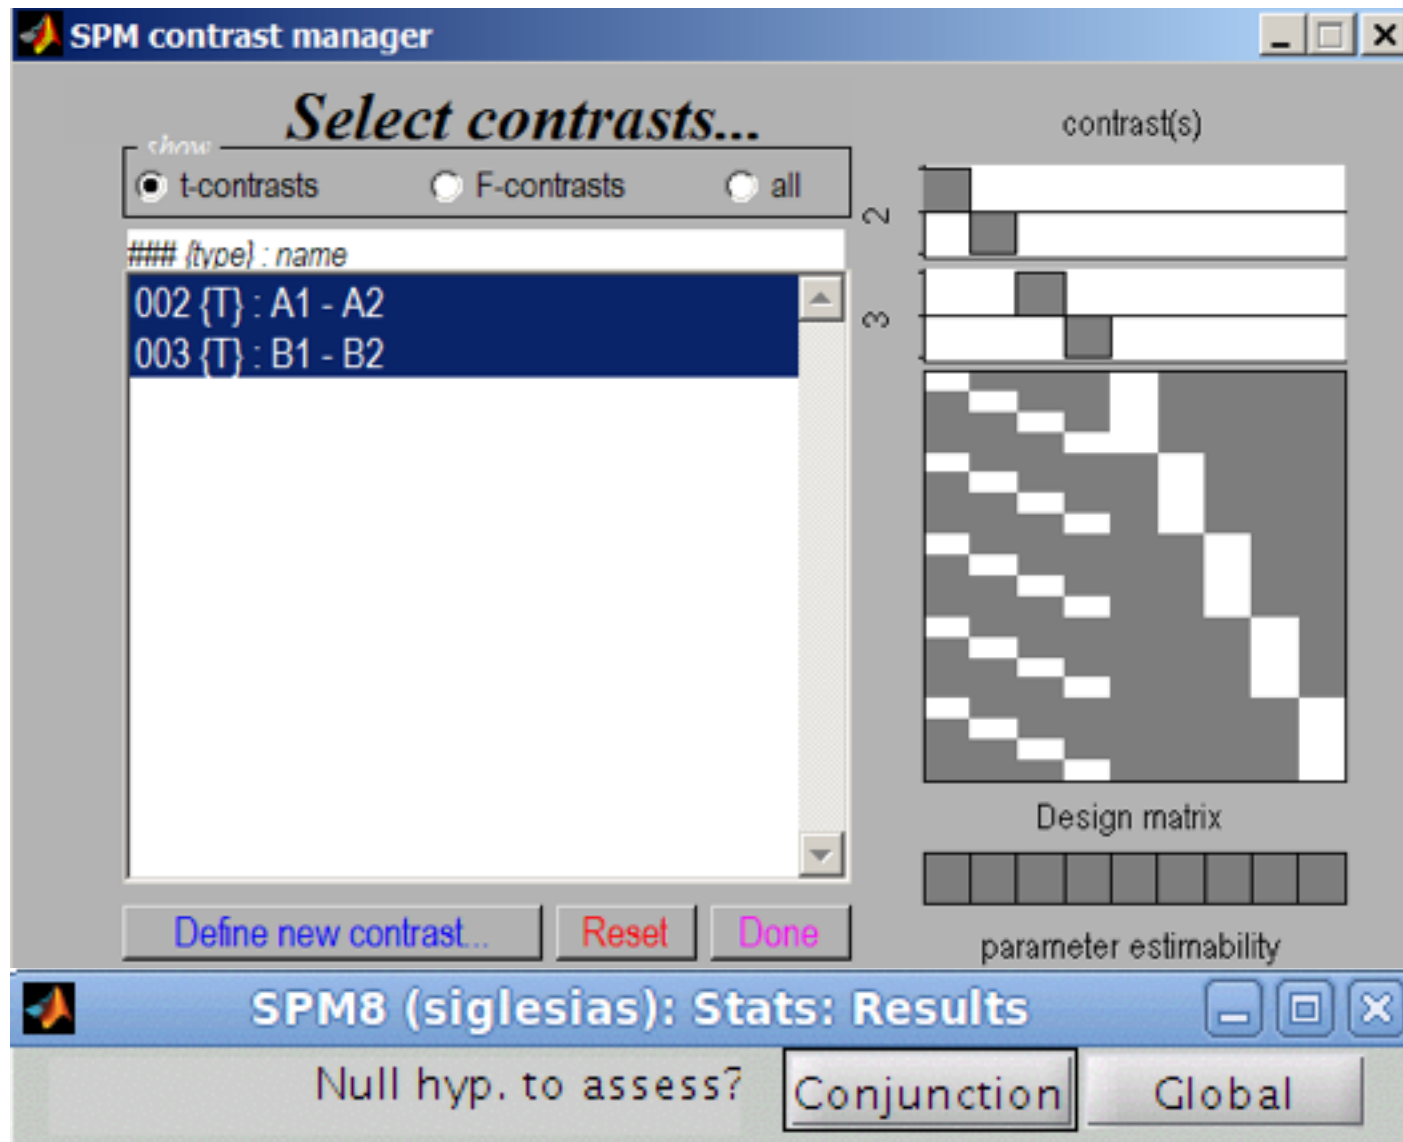 SPM contrast manager
Select contrasts...
show
t-contrasts F-contrasts all
### {type} : name
002 {T} : A1 - A2
003 {T} : B1 - B2
Define new contrast... Reset Done
contrast(s)
2
3
Design matrix
parameter estimability
SPM8 (siglesias): Stats: Results
Null hyp. to assess? Conjunction Global